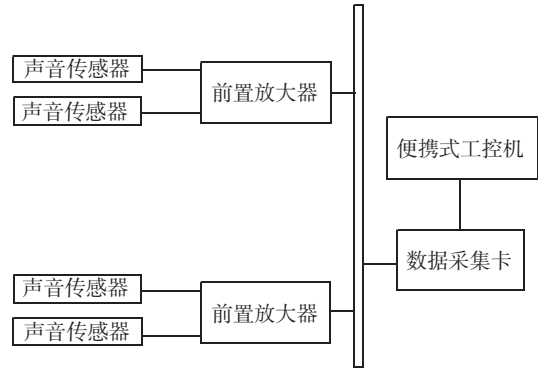 声音传感器
声音传感器
前置放大器
便携式工控机
数据采集卡
声音传感器
声音传感器
前置放大器